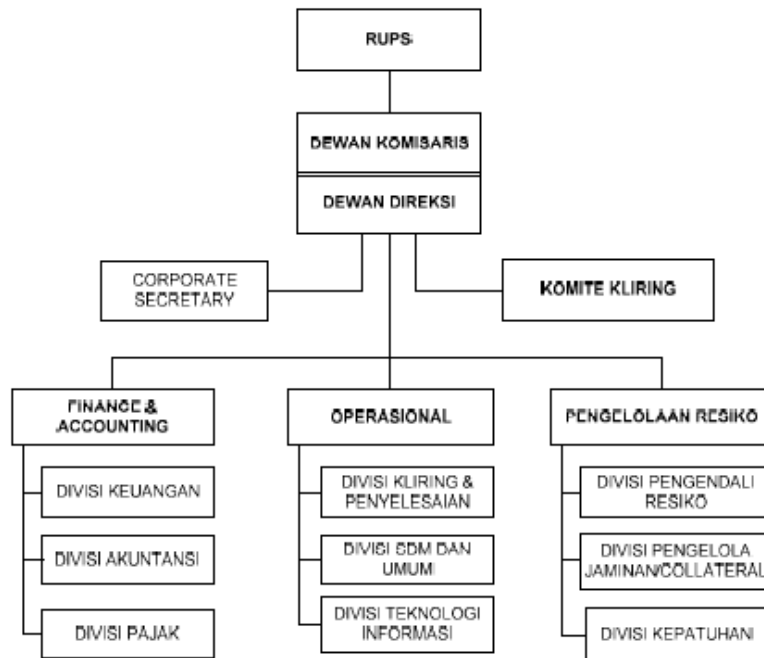 RUPS
DEWAN KOMISARIS
DEWAN DIREKSI
CORPORATE
SECRETARY
KOMITE KLIRING
FINANCE &
ACCOUNTING
OPERASIONAL
PENGELOLAAN RESIKO
DIVISI KEUANGAN
DIVISI KLIRING &
PENYELESAIAN
DIVISI PENGENDALI
RESIKO
DIVISI AKUNTANSI
DIVISI SDM DAN
UMUM
DIVISI PENGELOLA
JAMINAN/COLLATERAL
DIVISI PAJAK
DIVISI TEKNOLOGI
INFORMASI
DIVISI KEPATUHAN